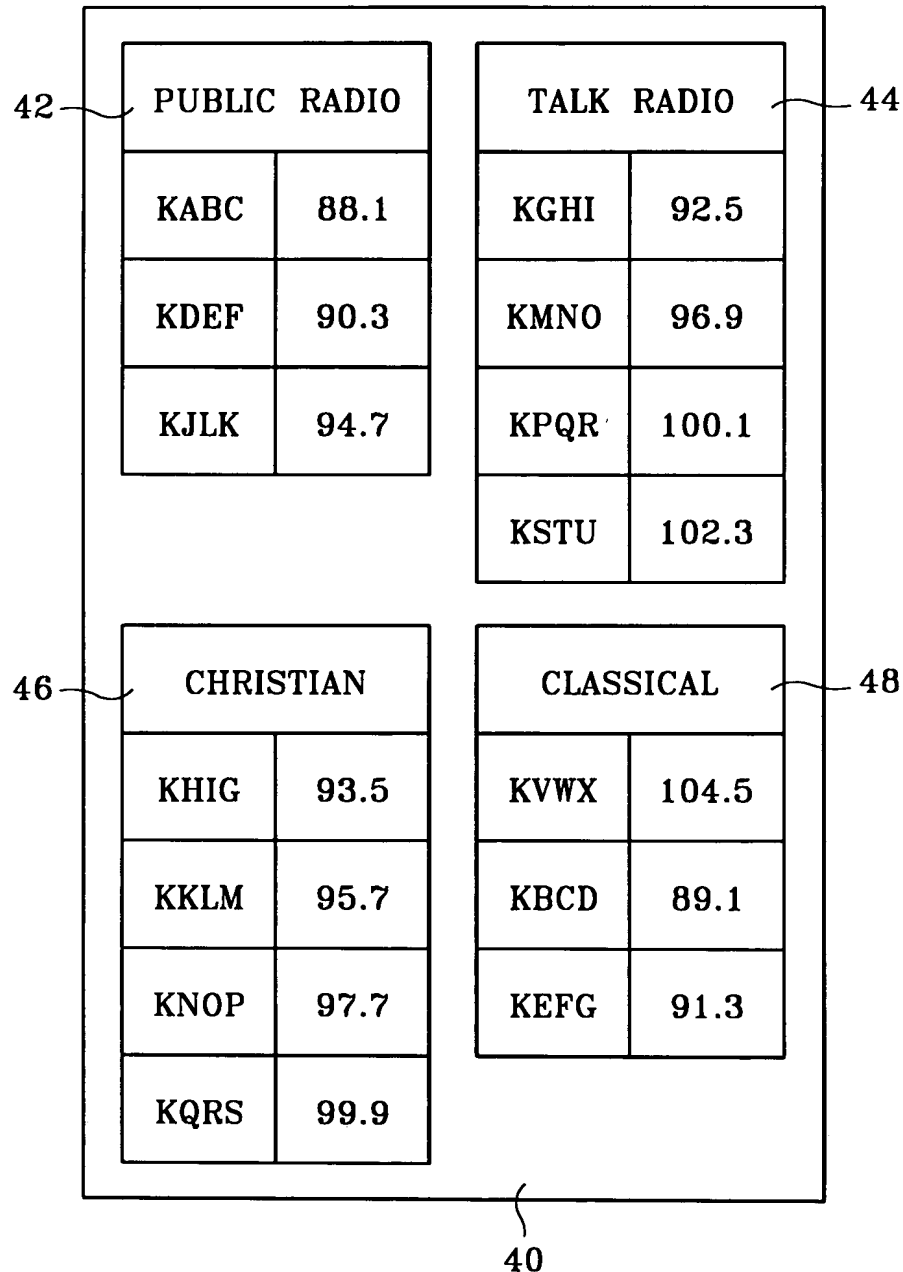 42 PUBLIC RADIO
KABC 88.1
KDEF 90.3
KJLK 94.7
TALK RADIO 44
KGHI 92.5
KMNO 96.9
KPQR 100.1
KSTU 102.3
46 CHRISTIAN
KHIG 93.5
KKLM 95.7
KNOP 97.7
KQRS 99.9
CLASSICAL 48
KVWX 104.5
KBCD 89.1
KEFG 91.3
40